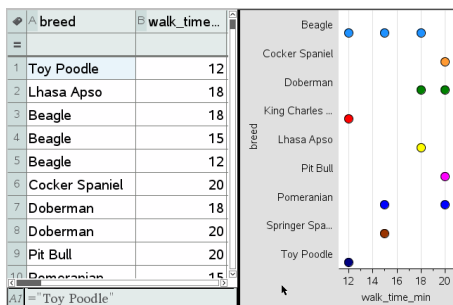 A breed B walk_time...
=
1 Toy Poodle 12
2 Lhasa Apso 18
3 Beagle 18
4 Beagle 15
5 Beagle 12
6 Cocker Spaniel 20
7 Doberman 18
8 Doberman 20
9 Pit Bull 20
10 Pomeranian 15
A1 ="Toy Poodle"
breed
Beagle
Cocker Spaniel
Doberman
King Charles ...
Lhasa Apso
Pit Bull
Pomeranian
Springer Spa...
Toy Poodle
12 14 16 18 20
walk_time_min